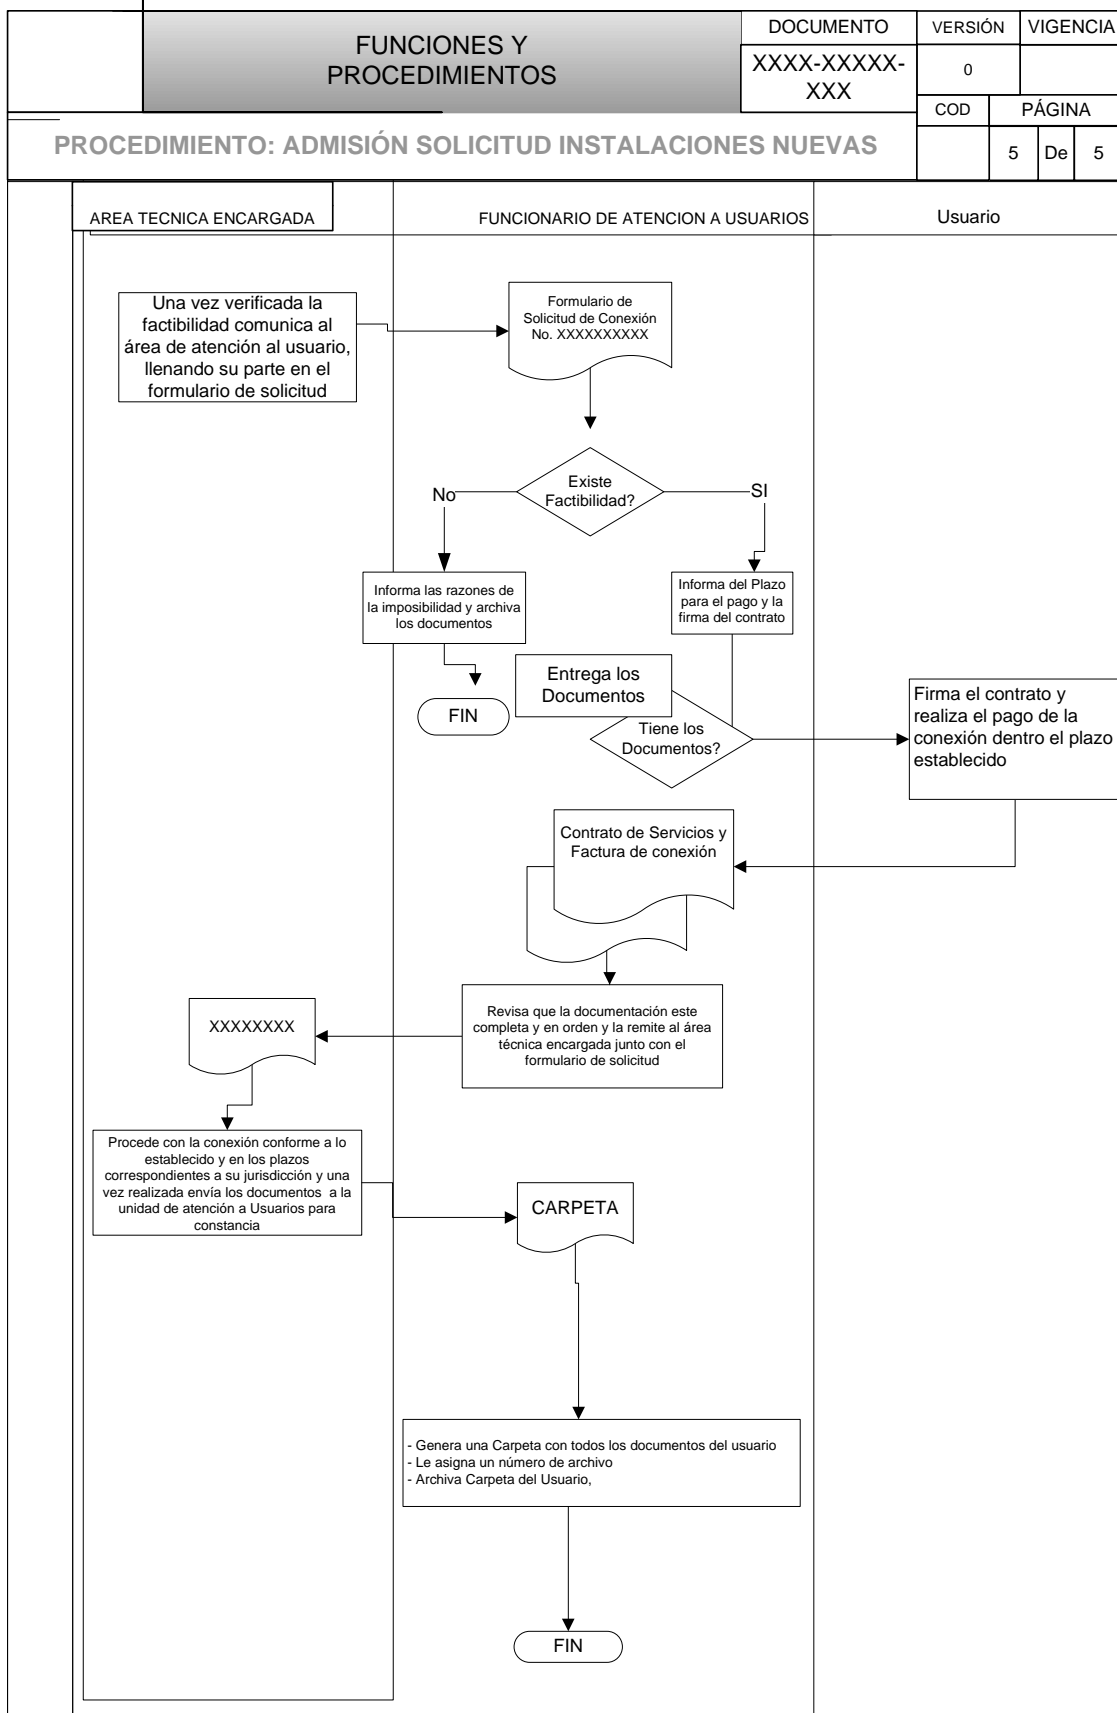 FUNCIONES Y
PROCEDIMIENTOS
DOCUMENTO
VERSIÓN
VIGENCIA
XXXX-XXXXX-
XXX
0
COD
PÁGINA
5
De
5
PROCEDIMIENTO: ADMISIÓN SOLICITUD INSTALACIONES NUEVAS
AREA TECNICA ENCARGADA
FUNCIONARIO DE ATENCION A USUARIOS
Usuario
Una vez verificada la
factibilidad comunica al
área de atención al usuario,
llenando su parte en el
formulario de solicitud
Formulario de
Solicitud de Conexión
No. XXXXXXXXXX
Existe
Factibilidad?
No
SI
Informa las razones de
la imposibilidad y archiva
los documentos
Informa del Plazo
para el pago y la
firma del contrato
FIN
Entrega los
Documentos
Tiene los
Documentos?
Firma el contrato y
realiza el pago de la
conexión dentro el plazo
establecido
Contrato de Servicios y
Factura de conexión
Revisa que la documentación este
completa y en orden y la remite al área
técnica encargada junto con el
formulario de solicitud
XXXXXXXX
Procede con la conexión conforme a lo
establecido y en los plazos
correspondientes a su jurisdicción y una
vez realizada envía los documentos a la
unidad de atención a Usuarios para
constancia
CARPETA
- Genera una Carpeta con todos los documentos del usuario
- Le asigna un número de archivo
- Archiva Carpeta del Usuario,
FIN